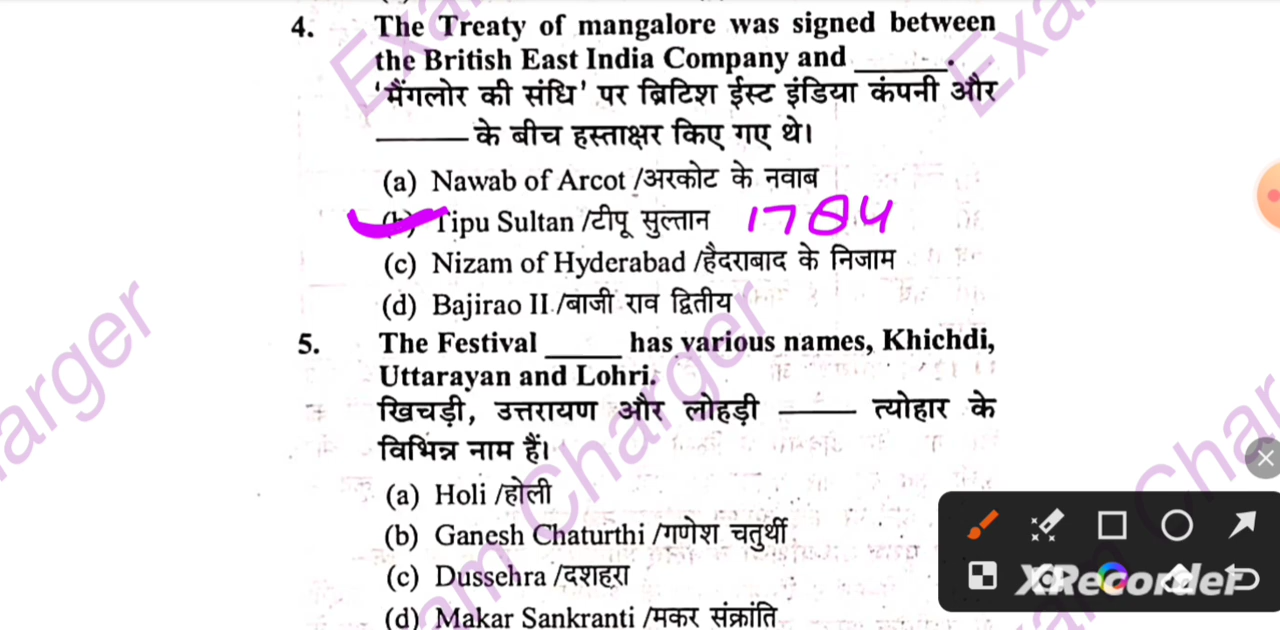 4. The Treaty of mangalore was signed between
the British East India Company and ______.
'मैंगलोर की संधि' पर ब्रिटिश ईस्ट इंडिया कंपनी और
______ के बीच हस्ताक्षर किए गए थे।
(a) Nawab of Arcot /अरकोट के नवाब
(b) Tipu Sultan /टीपू सुल्तान 1784
(c) Nizam of Hyderabad /हैदराबाद के निजाम
(d) Bajirao II /बाजी राव द्वितीय
5. The Festival _____ has various names, Khichdi,
Uttarayan and Lohri.
खिचड़ी, उत्तरायण और लोहड़ी _____ त्योहार के
विभिन्न नाम हैं।
(a) Holi /होली
(b) Ganesh Chaturthi /गणेश चतुर्थी
(c) Dussehra /दशहरा
(d) Makar Sankranti /मकर संक्रांति
Exam Charger
XRecorder